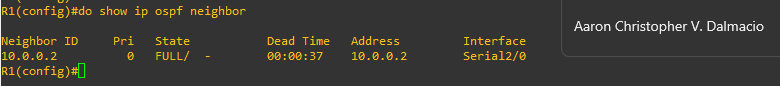 R1(config)#do show ip ospf neighbor
Neighbor ID     Pri   State           Dead Time   Address         Interface
10.0.0.2          0   FULL/  -        00:00:37    10.0.0.2        Serial2/0
R1(config)#
Aaron Christopher V. Dalmacio